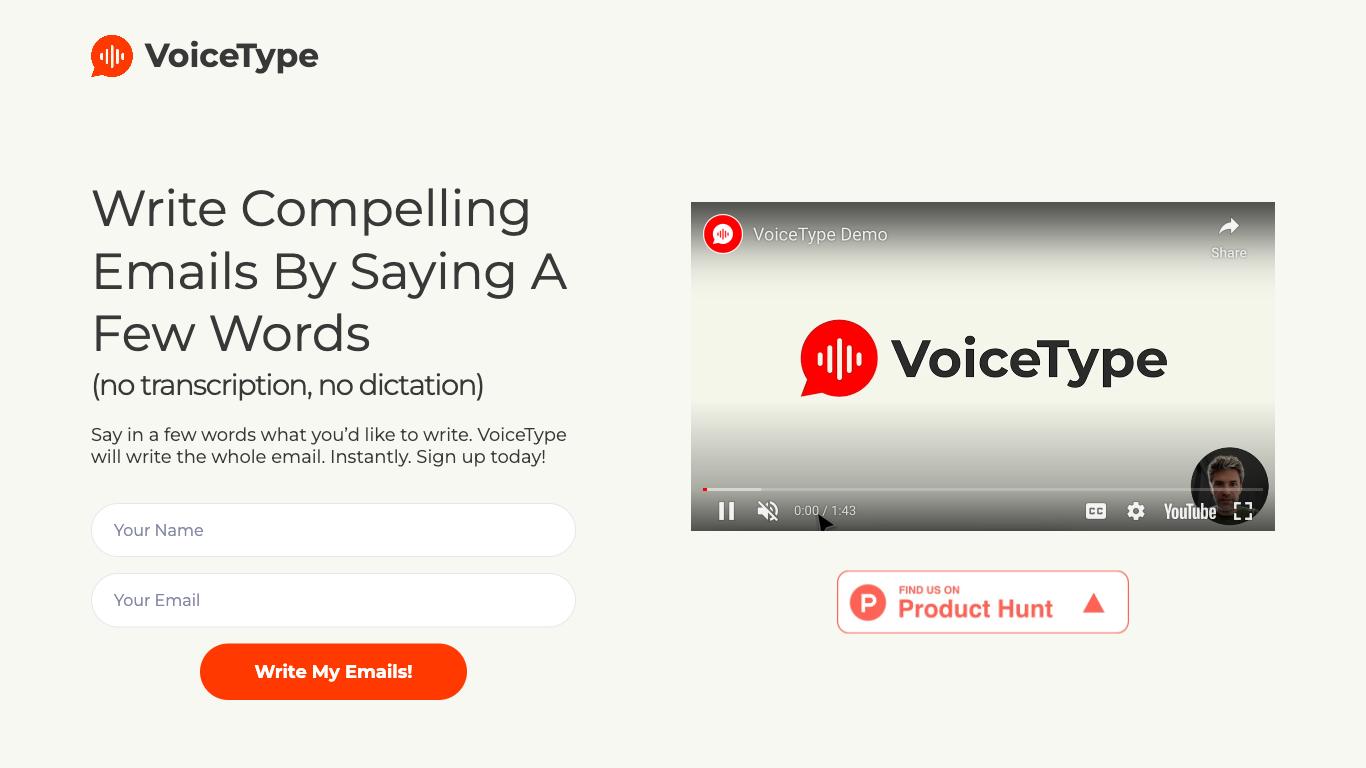 VoiceType
Write Compelling
Emails By Saying A
Few Words
(no transcription, no dictation)
Say in a few words what you’d like to write. VoiceType
will write the whole email. Instantly. Sign up today!
Your Name
Your Email
Write My Emails!
VoiceType Demo
Share
VoiceType
0:00 / 1:43
CC
YouTube
P
FIND US ON
Product Hunt